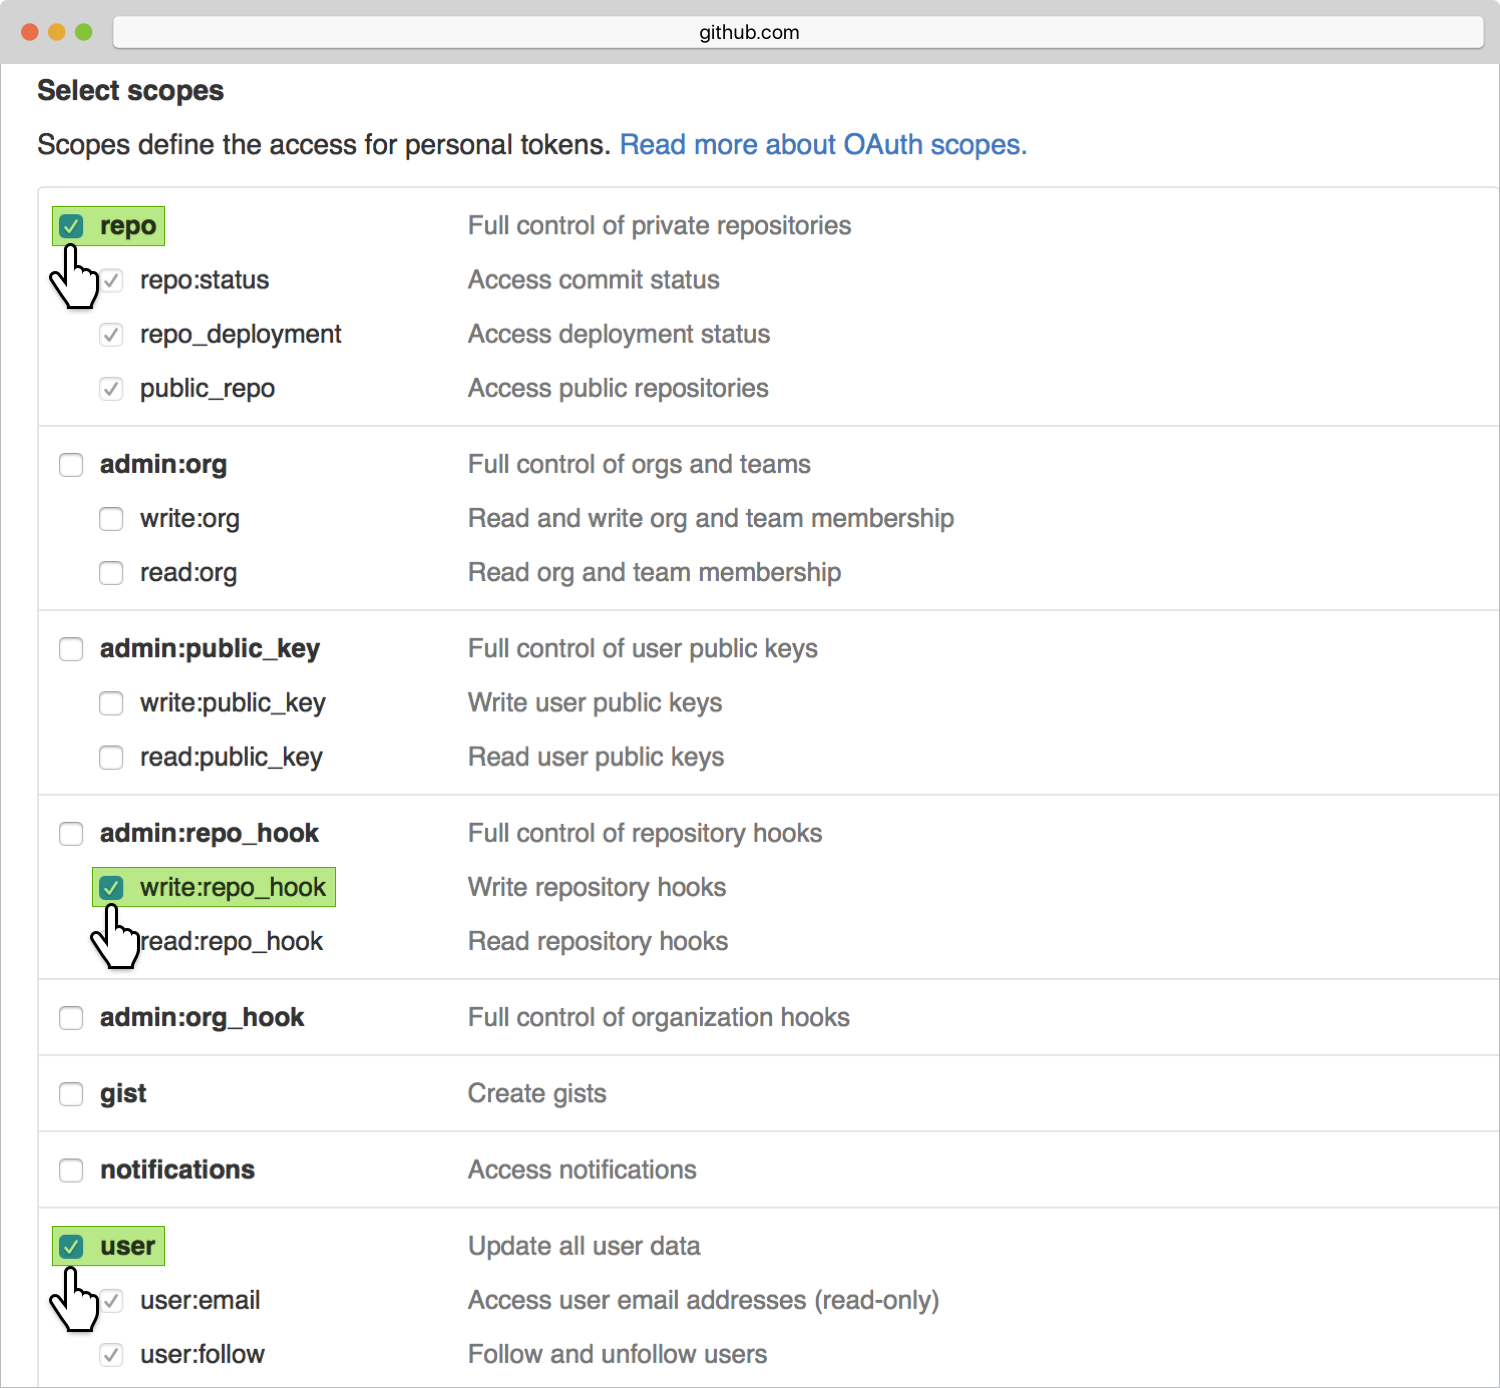 github.com
Select scopes
Scopes define the access for personal tokens. Read more about OAuth scopes.
repo Full control of private repositories
repo:status Access commit status
repo_deployment Access deployment status
public_repo Access public repositories
admin:org Full control of orgs and teams
write:org Read and write org and team membership
read:org Read org and team membership
admin:public_key Full control of user public keys
write:public_key Write user public keys
read:public_key Read user public keys
admin:repo_hook Full control of repository hooks
write:repo_hook Write repository hooks
read:repo_hook Read repository hooks
admin:org_hook Full control of organization hooks
gist Create gists
notifications Access notifications
user Update all user data
user:email Access user email addresses (read-only)
user:follow Follow and unfollow users